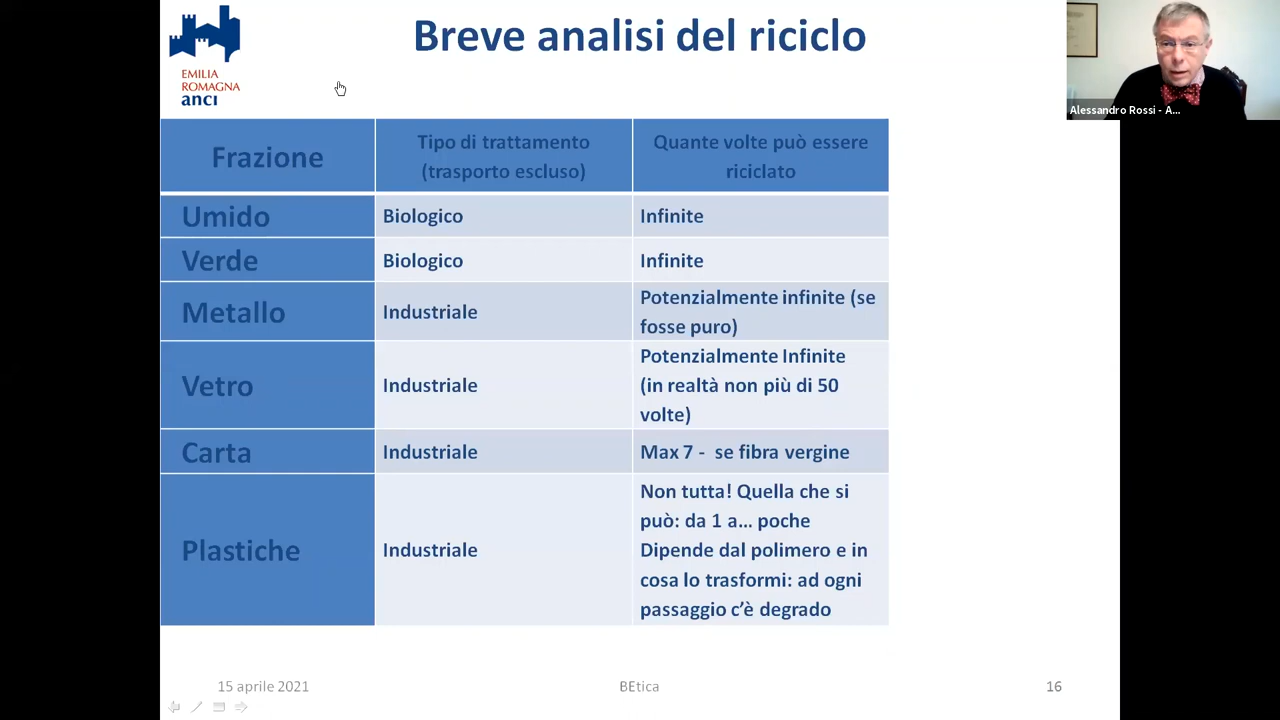 Breve analisi del riciclo
EMILIA
ROMAGNA
anci
Alessandro Rossi - A...
Frazione
Tipo di trattamento
(trasporto escluso)
Quante volte può essere
riciclato
Umido
Biologico
Infinite
Verde
Biologico
Infinite
Metallo
Industriale
Potenzialmente infinite (se
fosse puro)
Vetro
Industriale
Potenzialmente Infinite
(in realtà non più di 50
volte)
Carta
Industriale
Max 7 -  se fibra vergine
Plastiche
Industriale
Non tutta! Quella che si
può: da 1 a... poche
Dipende dal polimero e in
cosa lo trasformi: ad ogni
passaggio c’è degrado
15 aprile 2021
BEtica
16